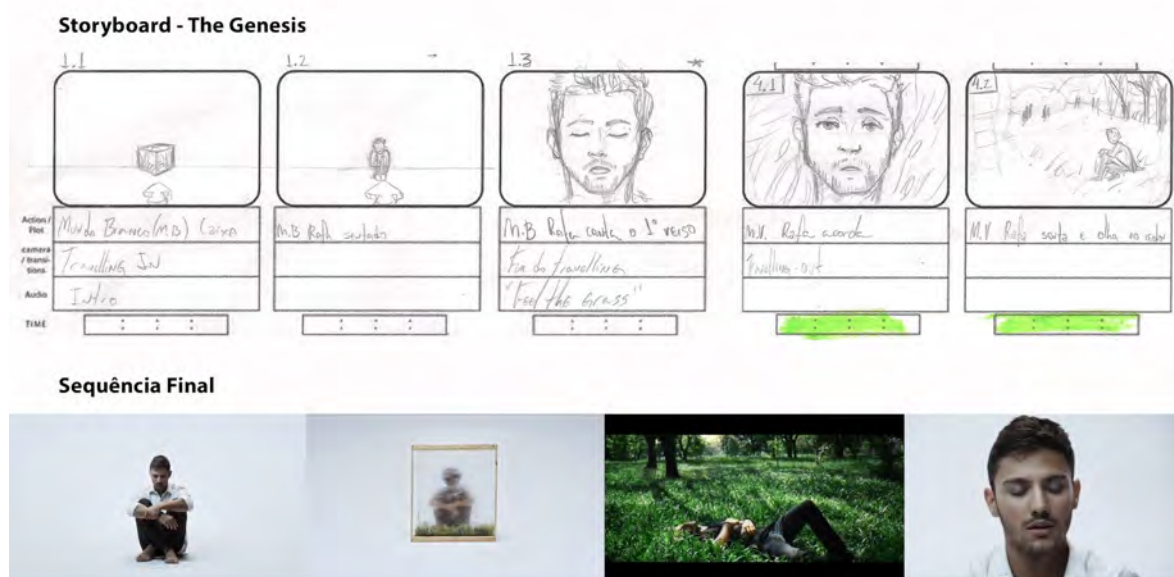 Storyboard - The Genesis
1.1
1.2
1.3
4.1
4.2
Action / Plot
Mundo Branco (M.B) Caixa
M.B Rafa sentado
M.B Rafa canta o 1º verso
M.V. Rafa acorda
M.V Rafa senta e olha ao redor
camera / transitions
Travelling IN
Fim do travelling
Travelling-out
Audio
Intro
"Feel the Grass"
TIME
Sequência Final